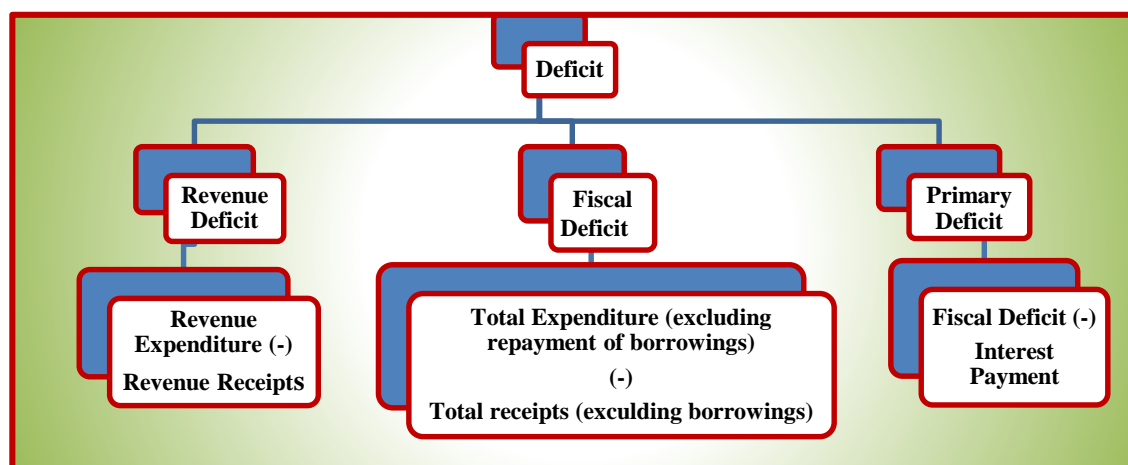 Deficit
Revenue
Deficit
Fiscal
Deficit
Primary
Deficit
Revenue
Expenditure (-)
Revenue Receipts
Total Expenditure (excluding
repayment of borrowings)
(-)
Total receipts (exculding borrowings)
Fiscal Deficit (-)
Interest
Payment